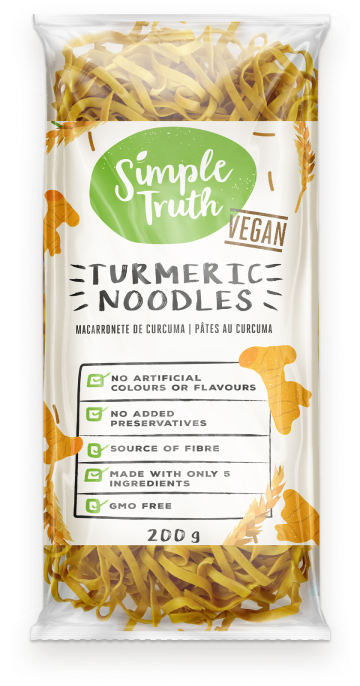 Simple
Truth
VEGAN
TURMERIC
NOODLES
MACARRONETE DE CURCUMA | PÂTES AU CURCUMA
NO ARTIFICIAL
COLOURS OR FLAVOURS
NO ADDED
PRESERVATIVES
SOURCE OF FIBRE
MADE WITH ONLY 5
INGREDIENTS
GMO FREE
200g